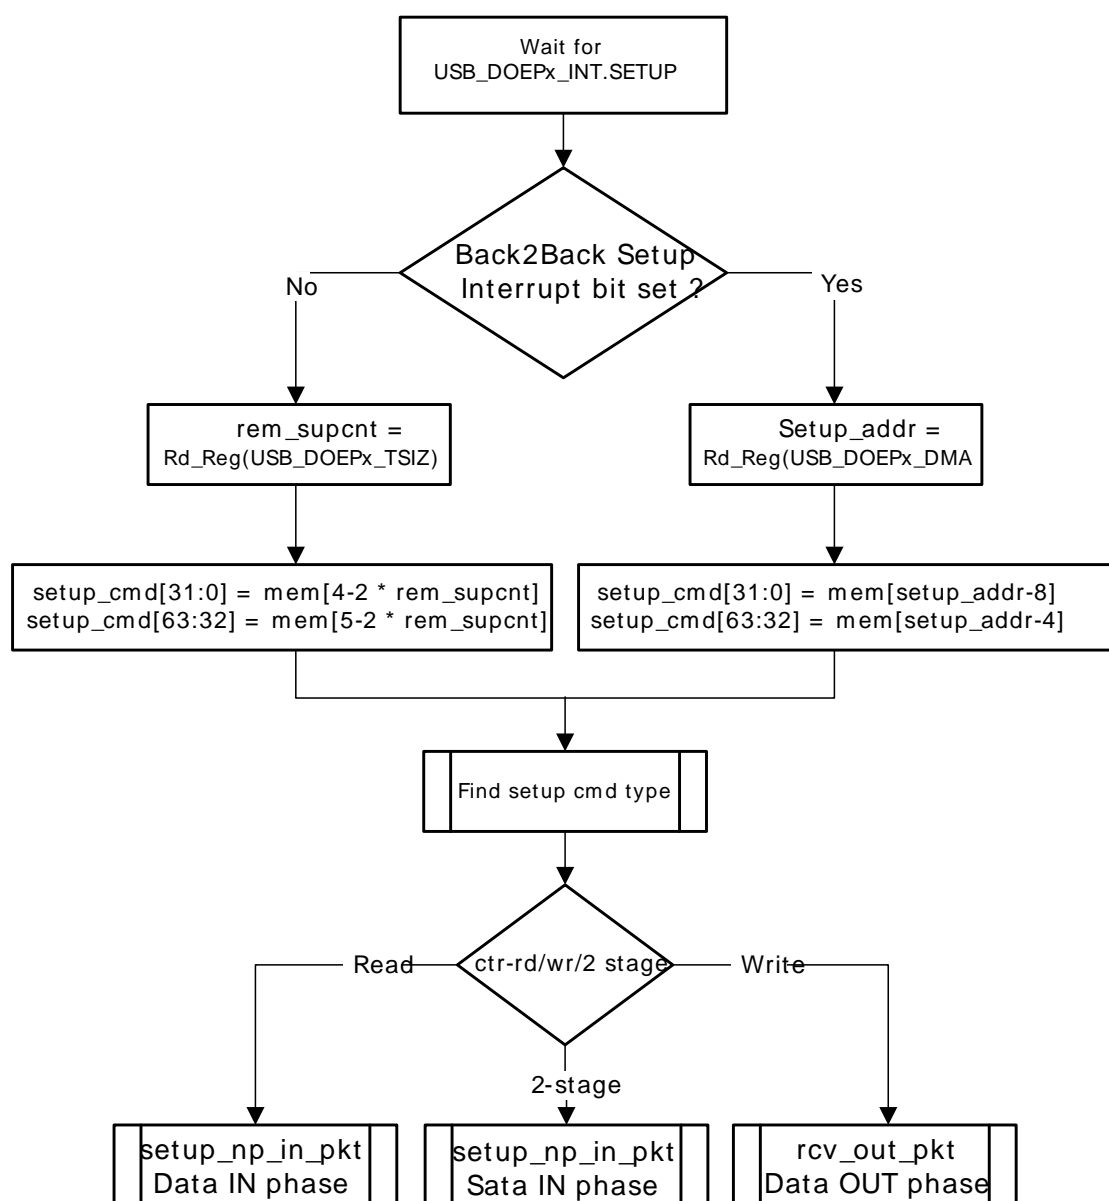 Wait for
USB_DOEPx_INT.SETUP
Back2Back Setup
Interrupt bit set ?
No
Yes
rem_supcnt =
Rd_Reg(USB_DOEPx_TSIZ)
Setup_addr =
Rd_Reg(USB_DOEPx_DMA
setup_cmd[31:0] = mem[4-2 * rem_supcnt]
setup_cmd[63:32] = mem[5-2 * rem_supcnt]
setup_cmd[31:0] = mem[setup_addr-8]
setup_cmd[63:32] = mem[setup_addr-4]
Find setup cmd type
Read
ctr-rd/wr/2 stage
Write
2-stage
setup_np_in_pkt
Data IN phase
setup_np_in_pkt
Sata IN phase
rcv_out_pkt
Data OUT phase